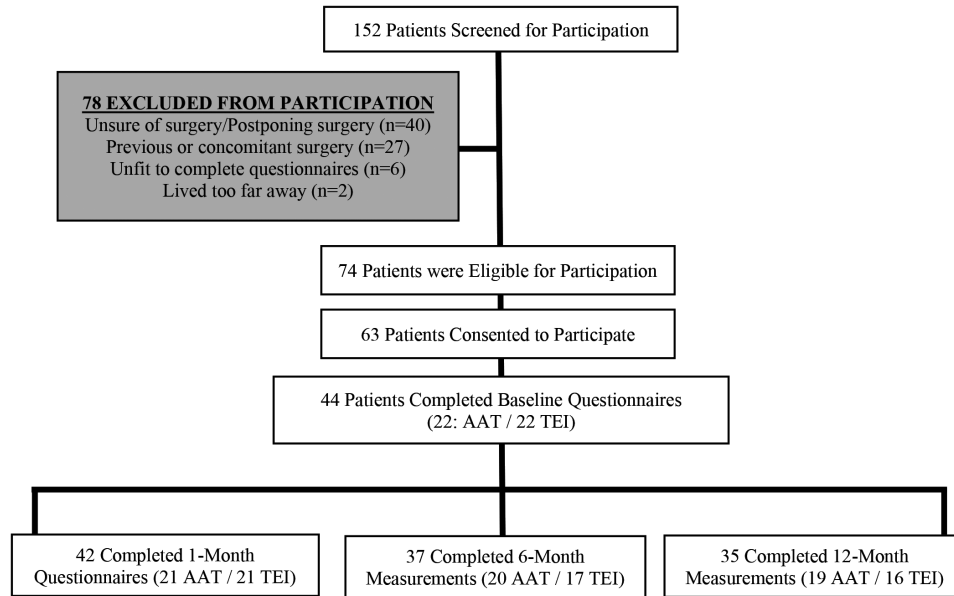 152 Patients Screened for Participation
78 EXCLUDED FROM PARTICIPATION
Unsure of surgery/Postponing surgery (n=40)
Previous or concomitant surgery (n=27)
Unfit to complete questionnaires (n=6)
Lived too far away (n=2)
74 Patients were Eligible for Participation
63 Patients Consented to Participate
44 Patients Completed Baseline Questionnaires
(22: AAT / 22 TEI)
42 Completed 1-Month
Questionnaires (21 AAT / 21 TEI)
37 Completed 6-Month
Measurements (20 AAT / 17 TEI)
35 Completed 12-Month
Measurements (19 AAT / 16 TEI)